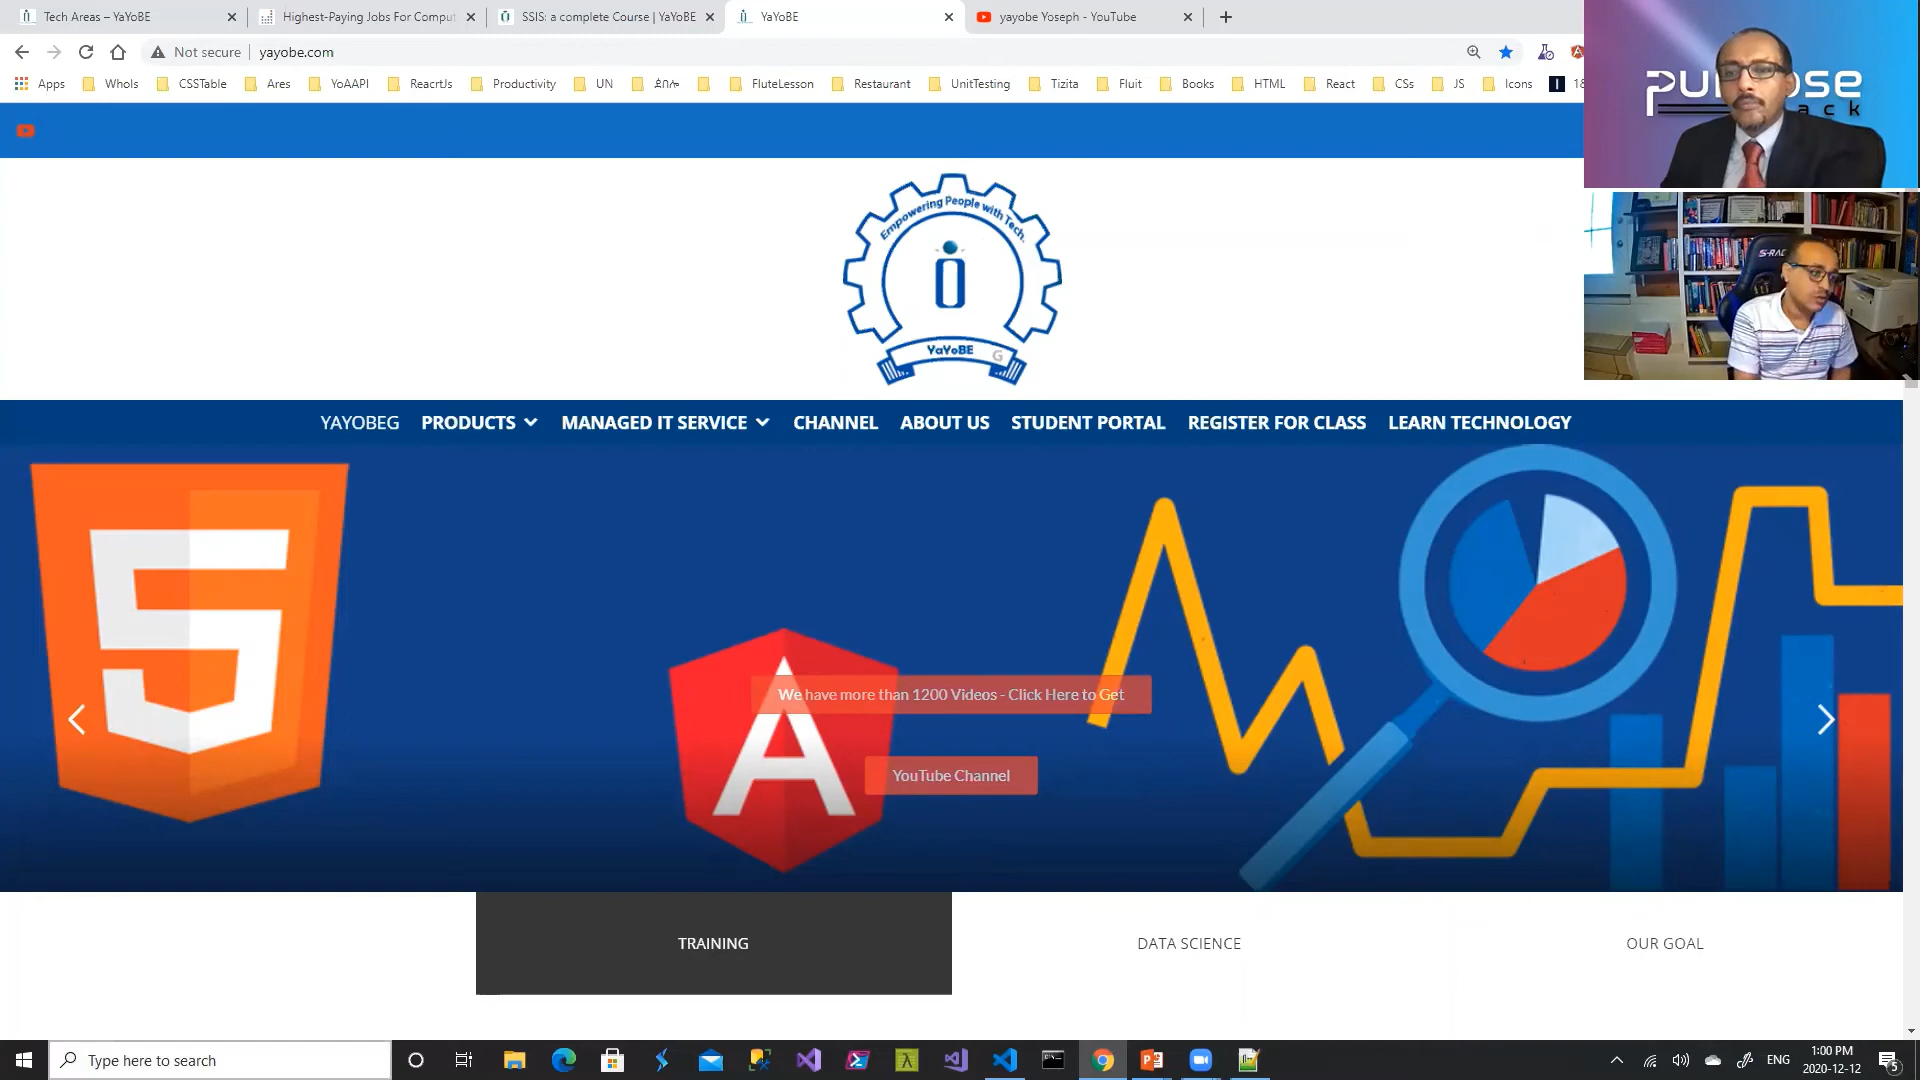 Tech Areas – YaYoBE
Highest-Paying Jobs For Comput
SSIS: a complete Course | YaYoBE
YaYoBE
yayobe Yoseph - YouTube
Not secure
yayobe.com
Apps
WhoIs
CSSTable
Ares
YoAAPI
ReacrtJs
Productivity
UN
FluteLesson
Restaurant
UnitTesting
Tizita
Fluit
Books
HTML
React
CSs
JS
Icons
S-RAC
Empowering People with Tech.
YaYoBE G
YAYOBEG
PRODUCTS
MANAGED IT SERVICE
CHANNEL
ABOUT US
STUDENT PORTAL
REGISTER FOR CLASS
LEARN TECHNOLOGY
We have more than 1200 Videos - Click Here to Get
YouTube Channel
TRAINING
DATA SCIENCE
OUR GOAL
Type here to search
ENG
1:00 PM
2020-12-12
5